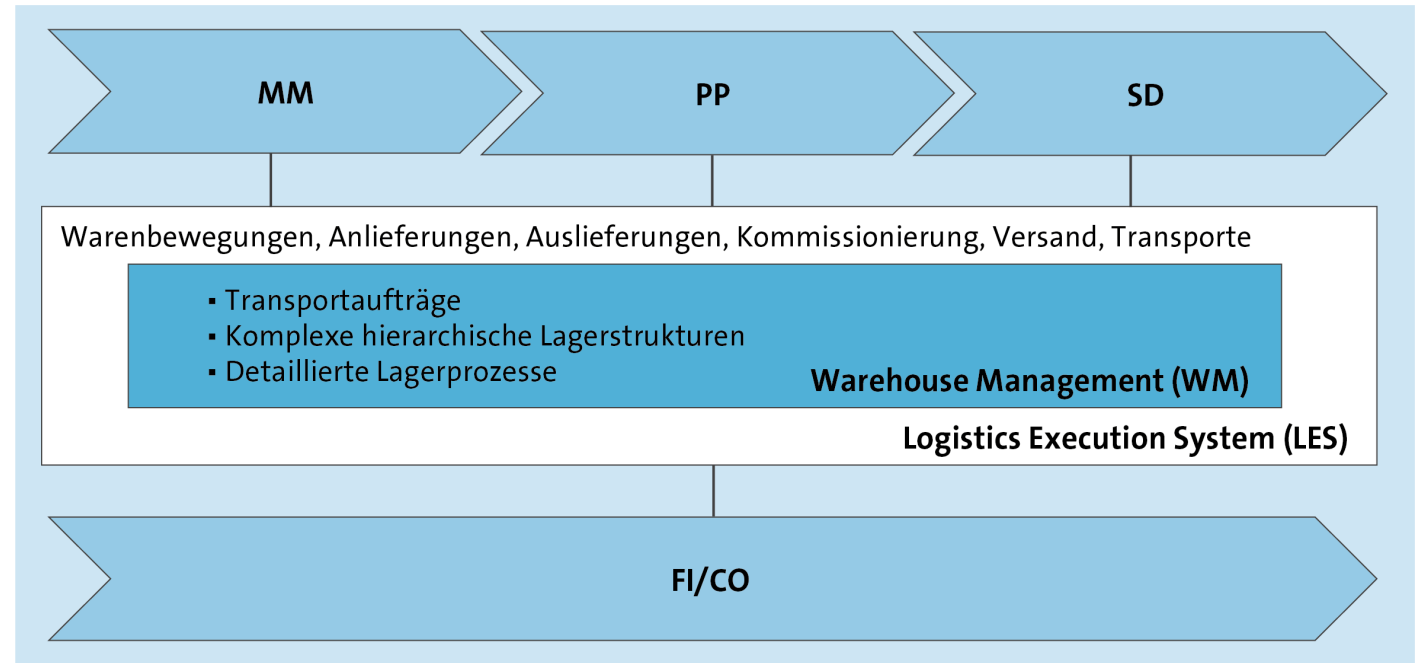 MM
PP
SD
Warenbewegungen, Anlieferungen, Auslieferungen, Kommissionierung, Versand, Transporte
▪ Transportaufträge
▪ Komplexe hierarchische Lagerstrukturen
▪ Detaillierte Lagerprozesse
Warehouse Management (WM)
Logistics Execution System (LES)
FI/CO